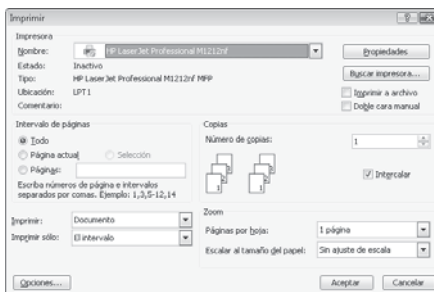 Imprimir
Impresora
Nombre: HP LaserJet Professional M1212nf
Propiedades
Estado: Inactivo
Tipo: HP LaserJet Professional M1212nf MFP
Buscar impresora...
Ubicación: LPT1
Imprimir a archivo
Comentario:
Doble cara manual
Intervalo de páginas
Todo
Página actual
Selección
Páginas:
Escriba números de página e intervalos
separados por comas. Ejemplo: 1,3,5-12,14
Copias
Número de copias: 1
Intercalar
Imprimir: Documento
Imprimir sólo: El intervalo
Zoom
Páginas por hoja: 1 página
Escalar al tamaño del papel: Sin ajuste de escala
Opciones...
Aceptar
Cancelar